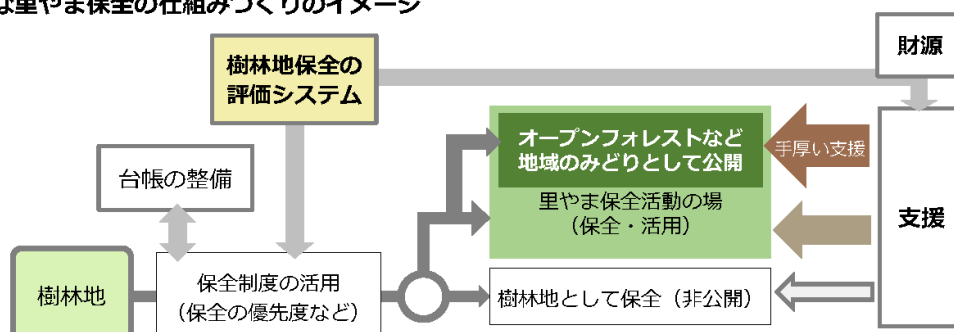 な里やま保全の仕組みづくりのイメージ
財源
樹林地保全の
評価システム
オープンフォレストなど
地域のみどりとして公開
手厚い支援
台帳の整備
里やま保全活動の場
（保全・活用）
支援
樹林地
保全制度の活用
（保全の優先度など）
樹林地として保全（非公開）